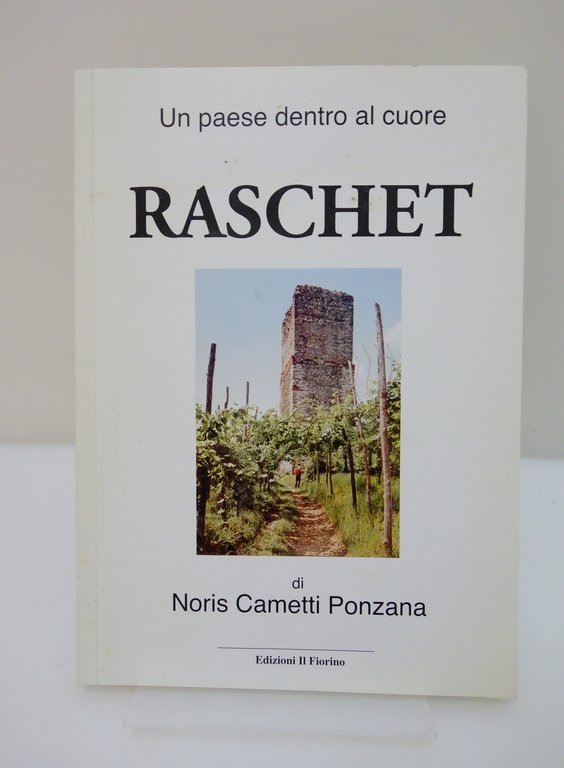 Un paese dentro al cuore
RASCHET
di
Noris Cametti Ponzana
Edizioni Il Fiorino